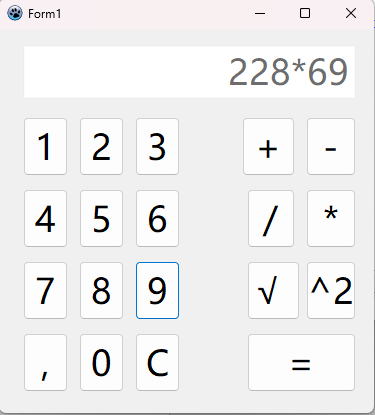 Form1
228*69
1 2 3 + -
4 5 6 / *
7 8 9 √ ^2
, 0 C =